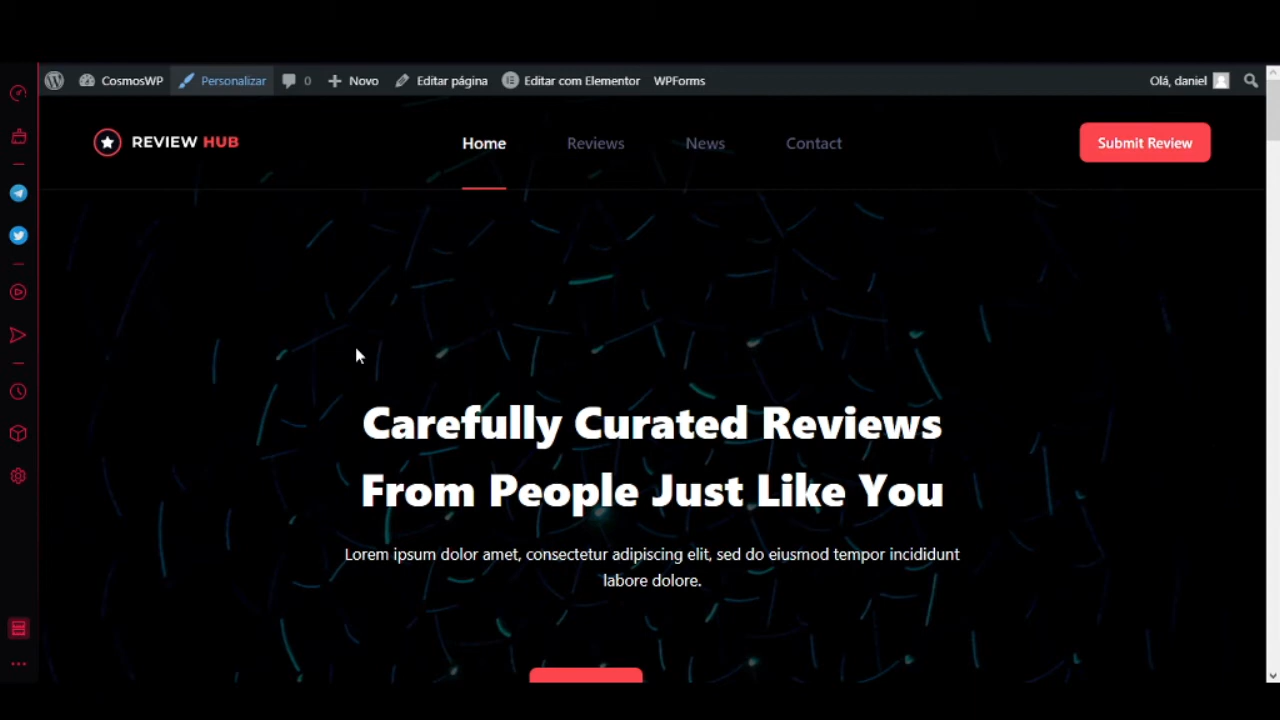 CosmosWP Personalizar 0 Novo Editar página Editar com Elementor WPForms Olá, daniel
REVIEW HUB Home Reviews News Contact Submit Review
Carefully Curated Reviews
From People Just Like You
Lorem ipsum dolor amet, consectetur adipiscing elit, sed do eiusmod tempor incididunt
labore dolore.